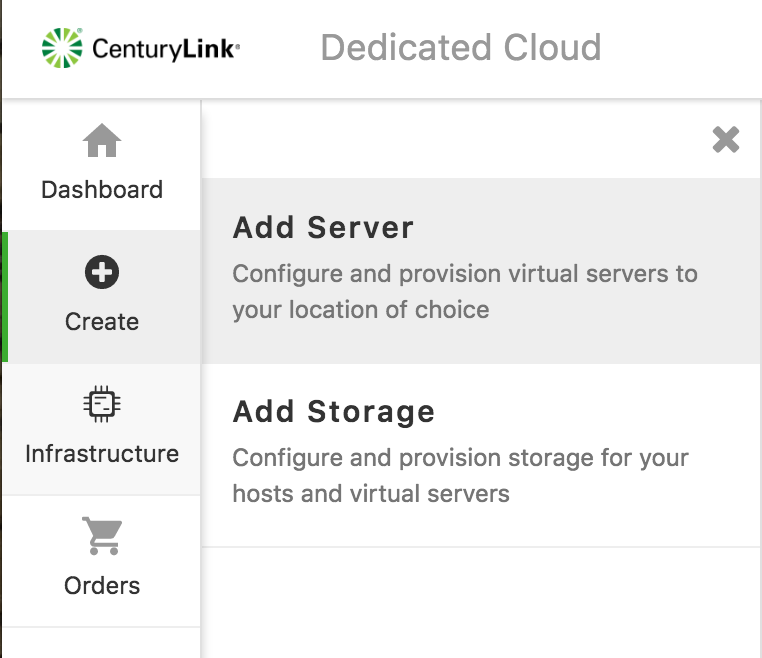 CenturyLink®
Dedicated Cloud
Dashboard
Create
Infrastructure
Orders
Add Server
Configure and provision virtual servers to
your location of choice
Add Storage
Configure and provision storage for your
hosts and virtual servers